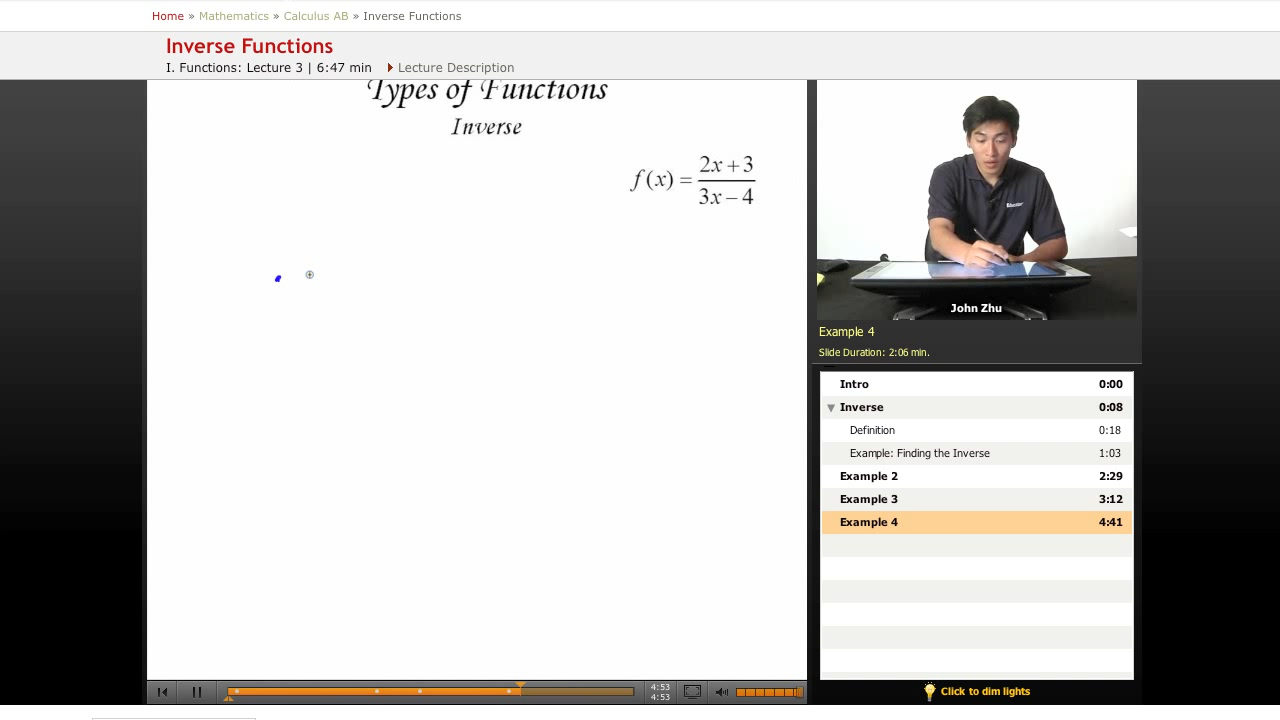 Home » Mathematics » Calculus AB » Inverse Functions
Inverse Functions
I. Functions: Lecture 3 | 6:47 min Lecture Description
Types of Functions
Inverse
f(x) = (2x + 3)/(3x − 4)
John Zhu
Example 4
Slide Duration: 2:06 min.
Intro 0:00
Inverse 0:08
Definition 0:18
Example: Finding the Inverse 1:03
Example 2 2:29
Example 3 3:12
Example 4 4:41
4:53
4:53
Click to dim lights